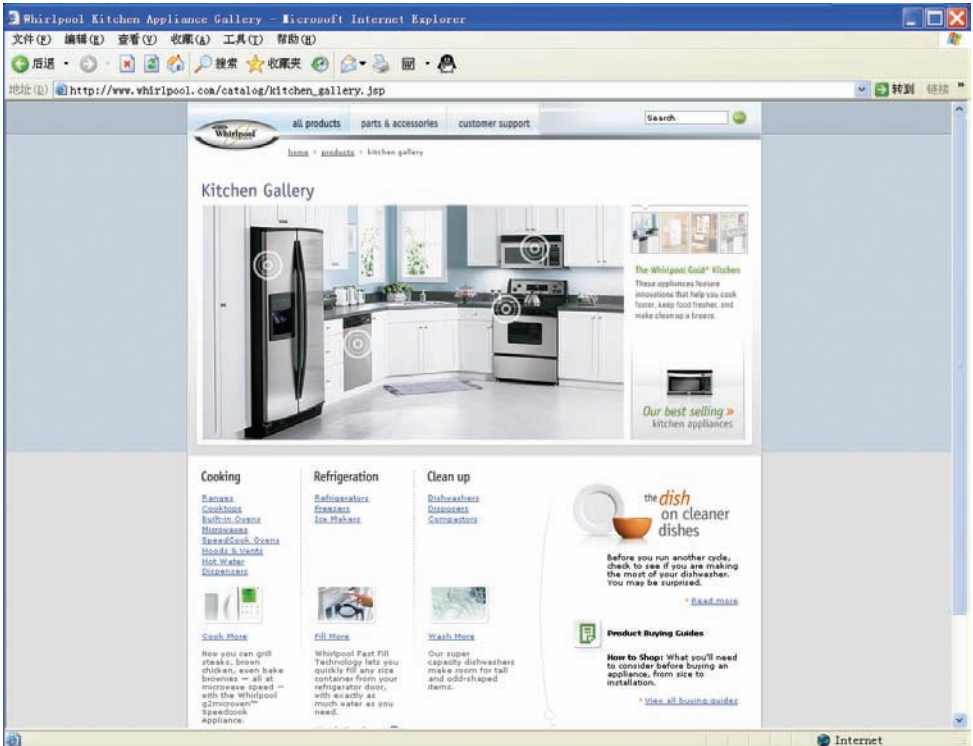 Whirlpool Kitchen Appliance Gallery - Microsoft Internet Explorer
文件(F) 编辑(E) 查看(V) 收藏(A) 工具(T) 帮助(H)
后退 搜索 收藏夹
地址(D) http://www.whirlpool.com/catalog/kitchen_gallery.jsp 转到 链接 »
Whirlpool
all products parts & accessories customer support
Search
home > products > kitchen gallery
Kitchen Gallery
The Whirlpool Gold® Kitchen
These appliances feature
innovations that help you cook
faster, keep food fresher, and
make clean up a breeze.
Our best selling »
kitchen appliances
Cooking
Ranges
Cooktops
Built-in Ovens
Microwaves
SpeedCook Ovens
Hoods & Vents
Hot Water
Dispensers
Cook More
Now you can grill
steaks, brown
chicken, even bake
brownies — all at
microwave speed —
with the Whirlpool
g2microven™
Speedcook
Appliance.
Refrigeration
Refrigerators
Freezers
Ice Makers
Fill More
Whirlpool Fast Fill
Technology lets you
quickly fill any size
container from your
refrigerator door,
with exactly as
much water as you
need.
Clean up
Dishwashers
Disposers
Compactors
Wash More
Our super
capacity dishwashers
make room for tall
and odd-shaped
items.
the dish
on cleaner
dishes
Before you run another cycle,
check to see if you are making
the most of your dishwasher.
You may be surprised.
Read more
Product Buying Guides
How to Shop: What you'll need
to consider before buying an
appliance, from size to
installation.
View all buying guides
Internet